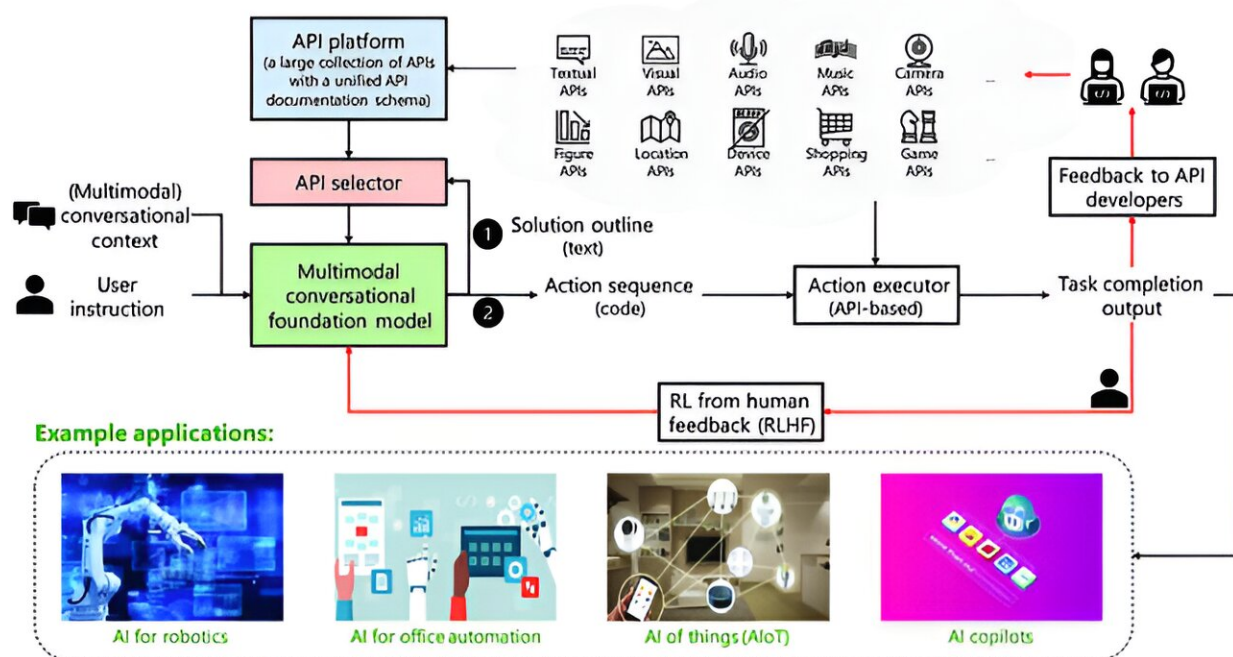 API platform
(a large collection of APIs
with a unified API
documentation schema)
Textual
APIs
Visual
APIs
Audio
APIs
Music
APIs
Camera
APIs
...
Figure
APIs
Location
APIs
Device
APIs
Shopping
APIs
Game
APIs
...
API selector
Feedback to API
developers
(Multimodal)
conversational
context
1
Solution outline
(text)
User
instruction
Multimodal
conversational
foundation model
2
Action sequence
(code)
Action executor
(API-based)
Task completion
output
RL from human
feedback (RLHF)
Example applications:
AI for robotics
AI for office automation
AI of things (AIoT)
AI copilots